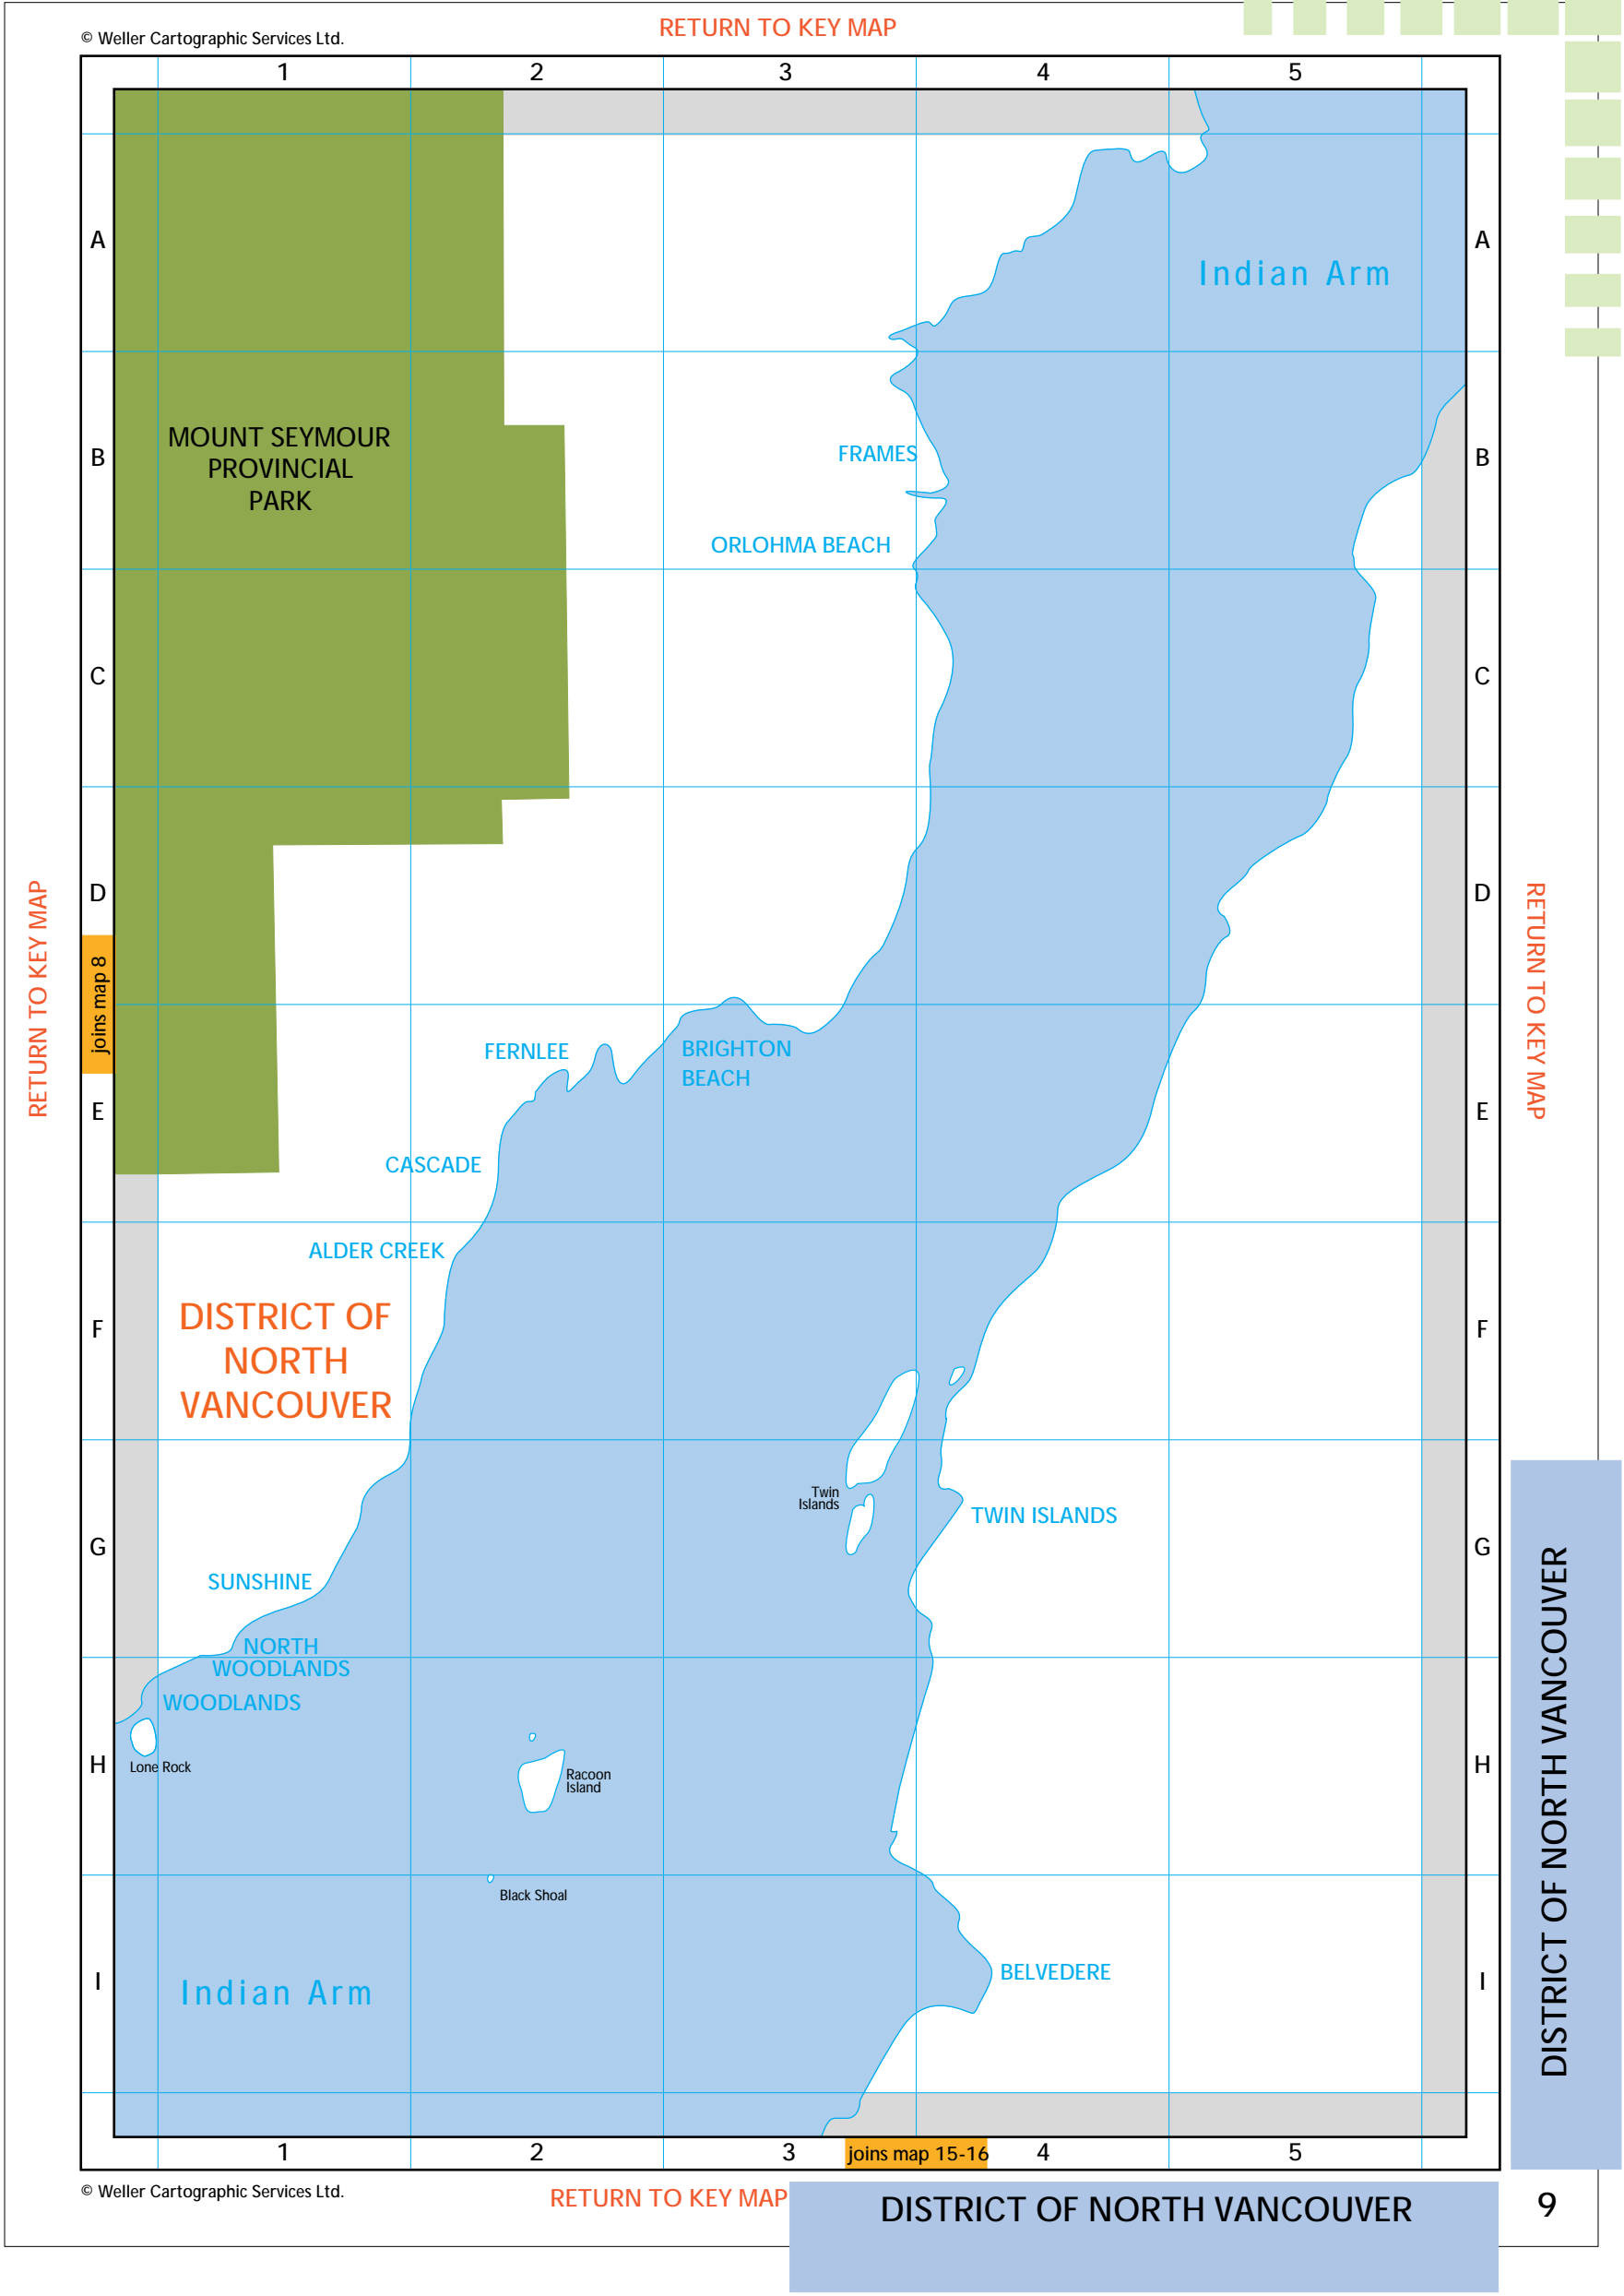 RETURN TO KEY MAP
© Weller Cartographic Services Ltd.
1 2 3 4 5
A A
Indian Arm
MOUNT SEYMOUR
PROVINCIAL
PARK
B B
FRAMES
ORLOHMA BEACH
C C
D D
RETURN TO KEY MAP
joins map 8
RETURN TO KEY MAP
FERNLEE
BRIGHTON
BEACH
E E
CASCADE
ALDER CREEK
DISTRICT OF
NORTH
VANCOUVER
F F
Twin
Islands
TWIN ISLANDS
G G
SUNSHINE
NORTH
WOODLANDS
WOODLANDS
H H
Lone Rock
Racoon
Island
Black Shoal
BELVEDERE
I I
Indian Arm
DISTRICT OF NORTH VANCOUVER
1 2 3 joins map 15-16 4 5
© Weller Cartographic Services Ltd.
RETURN TO KEY MAP
DISTRICT OF NORTH VANCOUVER
9